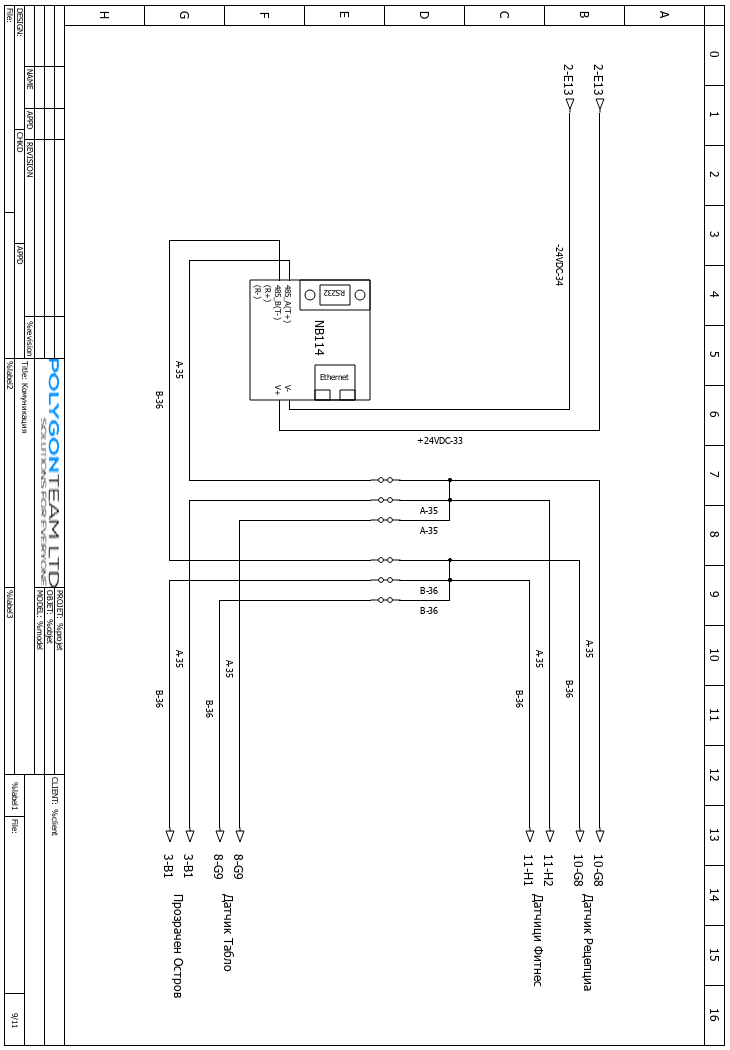 0 1 2 3 4 5 6 7 8 9 10 11 12 13 14 15 16
A
B
C
D
E
F
G
H
2-E13
2-E13
-24VDC-34
+24VDC-33
RS232
485_A(T+)
485_B(T-)
(R+)
(R-)
NB114
Ethernet
V-
V+
A-35
B-36
A-35
A-35
B-36
B-36
A-35
B-36
A-35
B-36
A-35
B-36
A-35
B-36
10-G8
10-G8
Датчик Рецепциа
11-H2
11-H1
Датчици Фитнес
8-G9
8-G9
Датчик Табло
3-B1
3-B1
Прозрачен Остров
NAME
APPD
REVISION
%revision
DESIGN:
CHKD
APPD
File:
POLYGONTEAM LTD
SOLUTIONS FOR EVERYONE
Title: Комуникация
%label2
PROJET: %projet
OBJET: %objet
MODEL: %model
%label3
CLIENT: %client
%label1
File:
9/11